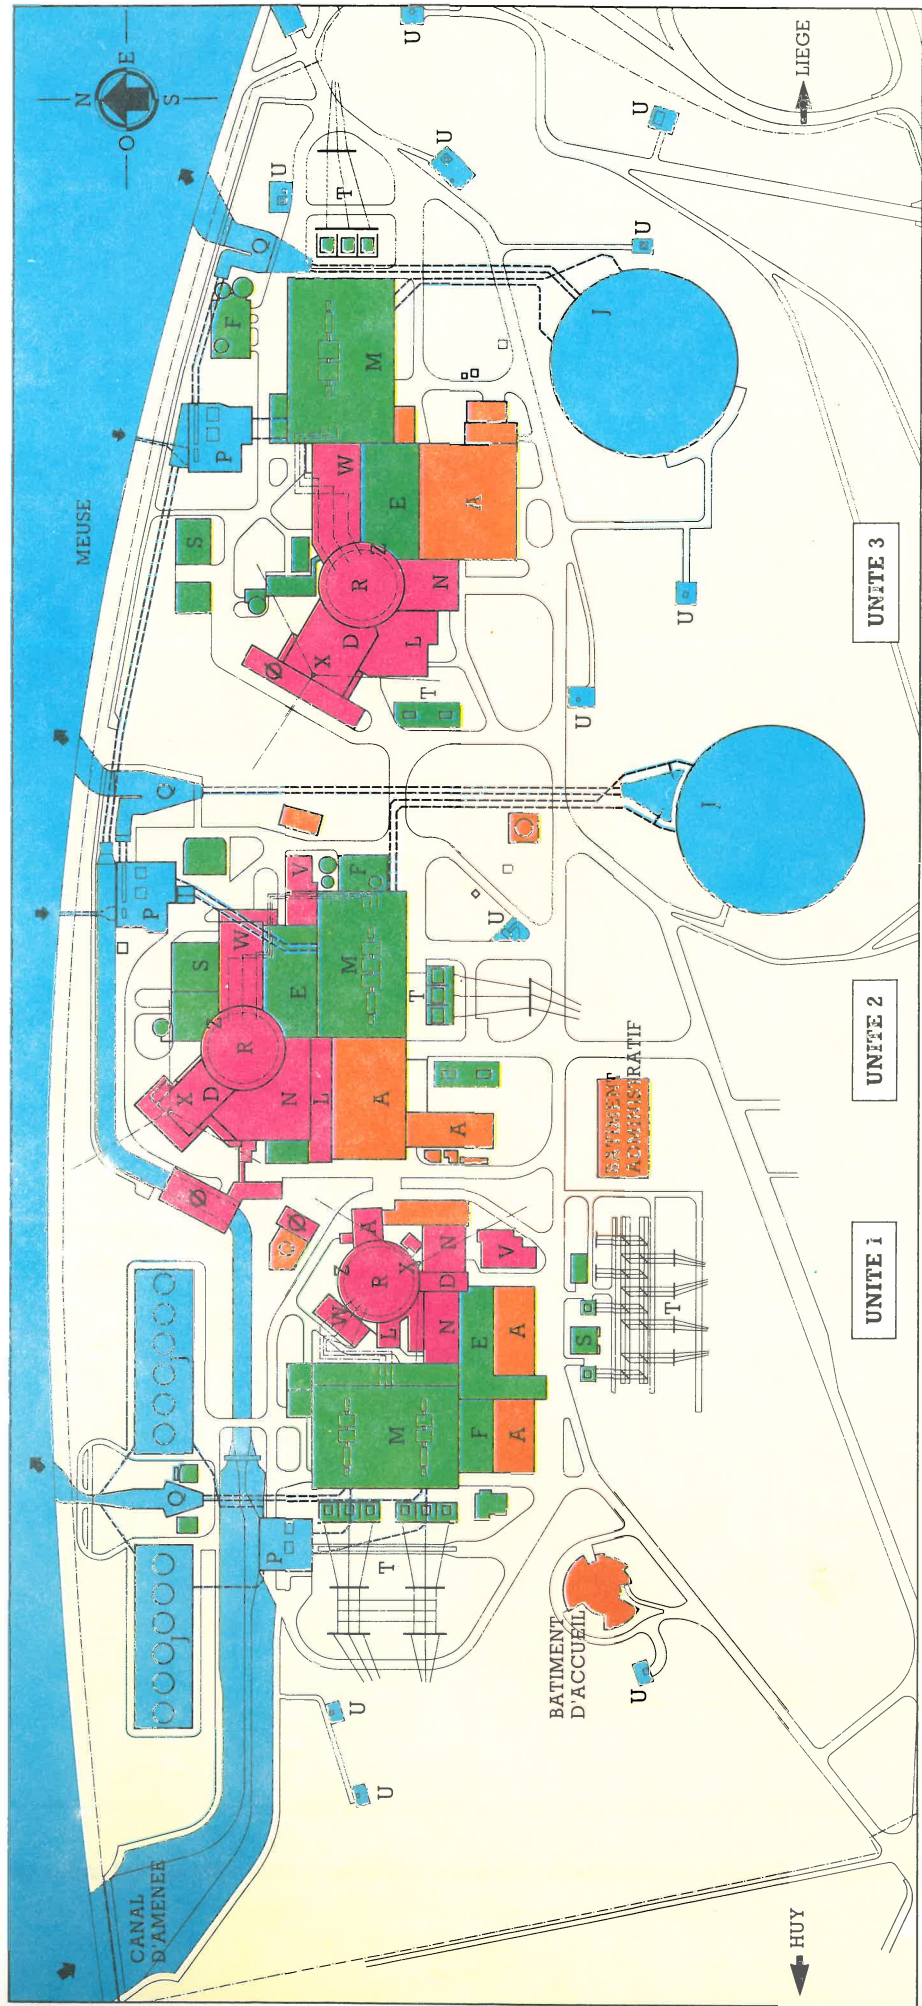 MEUSE
N
O E
S
CANAL
D'AMENEE
J
J
Q
P
T
M
F
A
E
A
N
L
W
R
Z
X
A
D
N
V
Ø
Ø
X
D
R
Z
N
L
A
A
S
W
E
M
V
F
P
Q
T
T
U
J
Ø
X
D
L
R
Z
N
S
W
E
A
M
P
F
Q
T
U
U
U
U
U
U
U
J
S
T
U
U
U
BATIMENT
D'ACCUEIL
BATIMENT
ADMINISTRATIF
HUY
LIEGE
UNITE 1
UNITE 2
UNITE 3